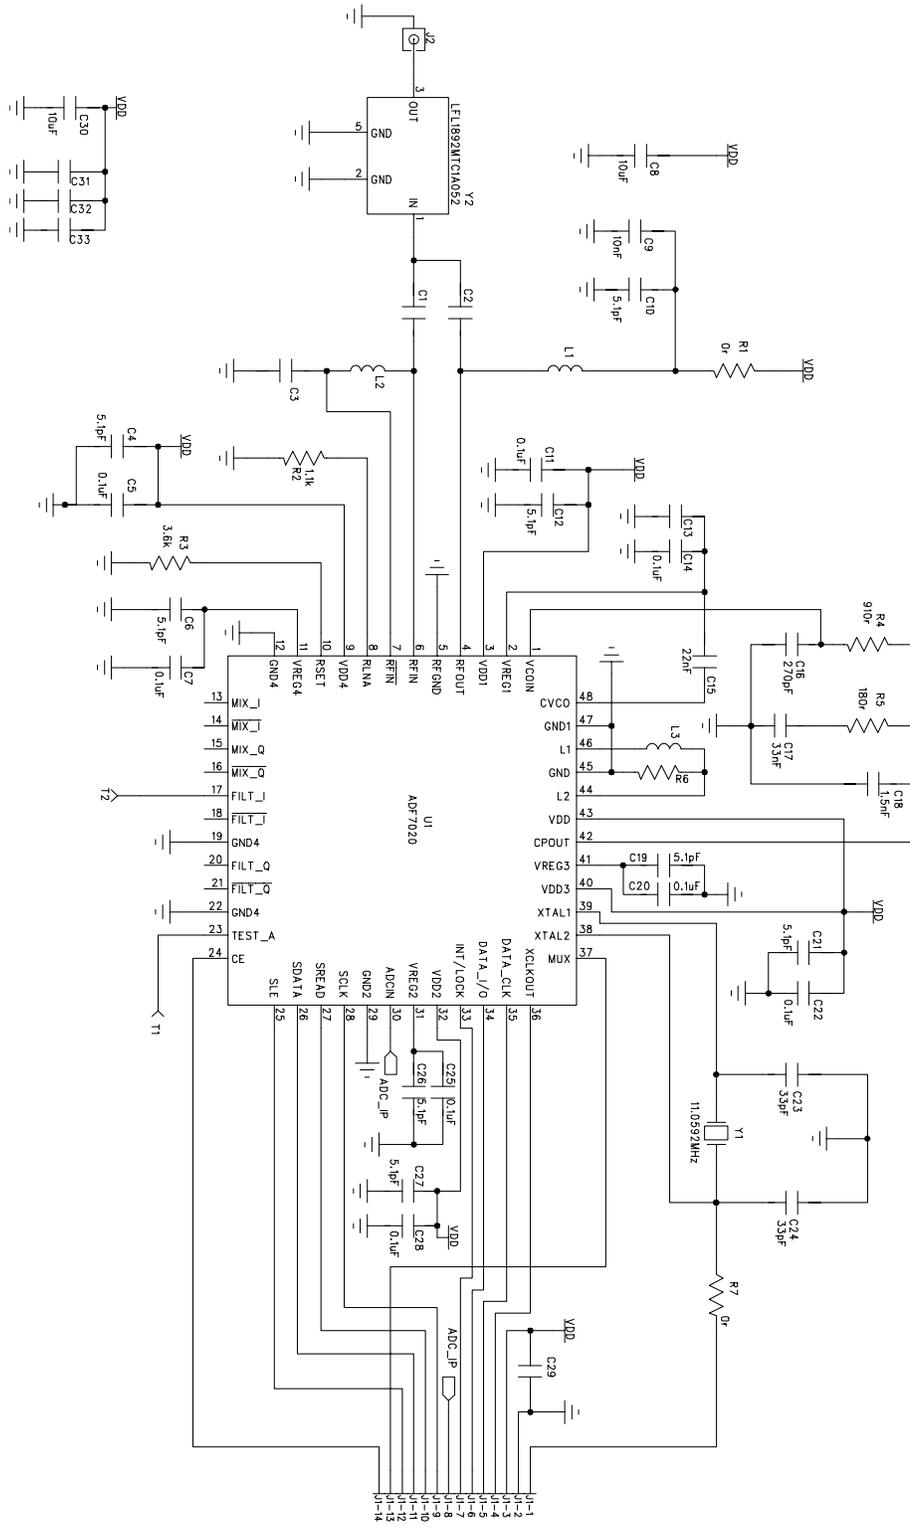 J2
3
OUT
LFL1892MTC1A052
5 GND
2 GND
IN
Y2
1
VDD
C30
10uF
C31
C32
C33
VDD
C8
10uF
C9
10nF
C10
5.1pF
R1
0r
VDD
C1
C2
L1
L2
C3
VDD
C4
5.1pF
C5
0.1uF
R2
1.1k
VDD
C11
0.1uF
C12
5.1pF
C13
C14
0.1uF
R3
3.6k
C6
5.1pF
C7
0.1uF
C15
22nF
R4
910r
C16
270pF
R5
180r
C17
33nF
C18
1.5nF
12 GND4
11 VREG4
10 RSET
9 VDD4
8 RLNA
7 RFIN
6 RFIN
5 RFGND
4 RFOUT
3 VDD1
2 VREG1
1 VCOIN
13 MIX_I
14 MIX_I
15 MIX_Q
16 MIX_Q
17 FILT_I
18 FILT_I
19 GND4
20 FILT_Q
21 FILT_Q
22 GND4
23 TEST_A
24 CE
T2
T1
U1
ADF7020
CVCO 48
GND1 47
L1 46
GND 45
L2 44
VDD 43
CPOUT 42
VREG3 41
VDD3 40
XTAL1 39
XTAL2 38
MUX 37
L3
R6
C19 5.1pF
C20 0.1uF
VDD
C21
5.1pF
C22
0.1uF
SLE 25
SDATA 26
SREAD 27
SCLK 28
GND2 29
ADCIN 30
VREG2 31
VDD2 32
INT/LOCK 33
DATA_I/O 34
DATA_CLK 35
XCLKOUT 36
ADC_IP
C26
5.1pF
C25
0.1uF
C27
5.1pF
C28
0.1uF
VDD
C23
33pF
Y1
11.0592MHz
C24
33pF
R7
0r
ADC_IP
VDD
C29
J1-14
J1-13
J1-12
J1-11
J1-10
J1-9
J1-8
J1-7
J1-6
J1-5
J1-4
J1-3
J1-2
J1-1